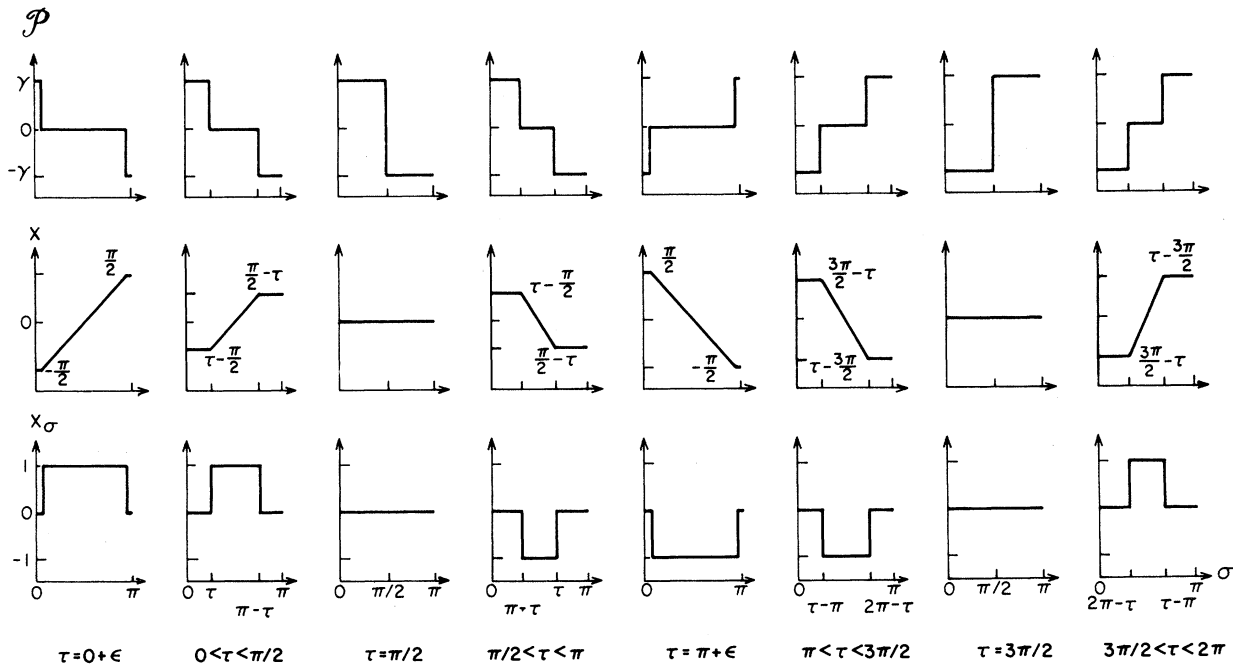 𝒫
γ
0
-γ
X
π/2
0
-π/2
π/2-τ
τ-π/2
τ-π/2
π/2-τ
π/2
-π/2
3π/2-τ
τ-3π/2
τ-3π/2
3π/2-τ
Xσ
1
0
-1
0 π 0 τ π 0 π/2 π 0 τ π 0 π 0 π 0 π/2 π 0 π σ
π-τ π-τ τ-π 2π-τ 2π-τ τ-π
τ=0+ϵ 0<τ<π/2 τ=π/2 π/2<τ<π τ=π+ϵ π<τ<3π/2 τ=3π/2 3π/2<τ<2π